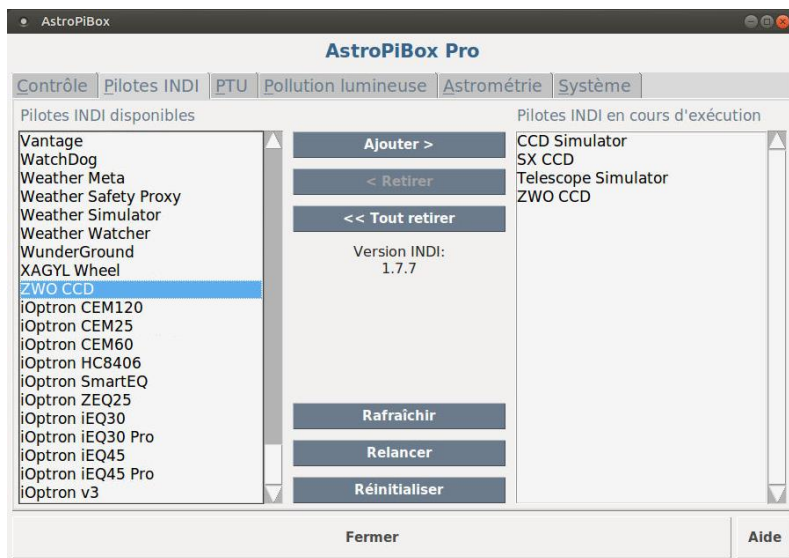 AstroPiBox
AstroPiBox Pro
Contrôle Pilotes INDI PTU Pollution lumineuse Astrométrie Système
Pilotes INDI disponibles
Vantage
WatchDog
Weather Meta
Weather Safety Proxy
Weather Simulator
Weather Watcher
WunderGround
XAGYL Wheel
ZWO CCD
iOptron CEM120
iOptron CEM25
iOptron CEM60
iOptron HC8406
iOptron SmartEQ
iOptron ZEQ25
iOptron iEQ30
iOptron iEQ30 Pro
iOptron iEQ45
iOptron iEQ45 Pro
iOptron v3
Ajouter >
< Retirer
<< Tout retirer
Version INDI:
1.7.7
Rafraîchir
Relancer
Réinitialiser
Pilotes INDI en cours d'exécution
CCD Simulator
SX CCD
Telescope Simulator
ZWO CCD
Fermer
Aide